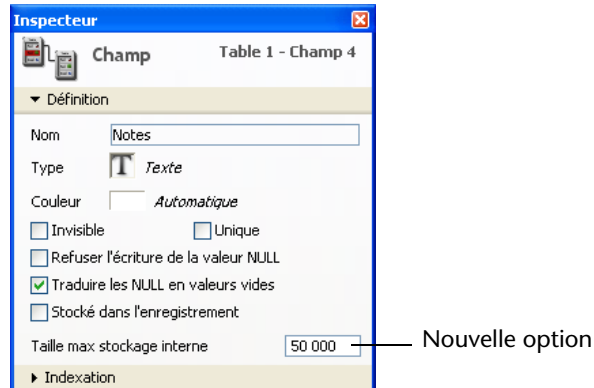 Inspecteur
Champ
Table 1 - Champ 4
Définition
Nom
Notes
Type
T Texte
Couleur
Automatique
Invisible
Unique
Refuser l'écriture de la valeur NULL
Traduire les NULL en valeurs vides
Stocké dans l'enregistrement
Taille max stockage interne
50 000
Nouvelle option
Indexation